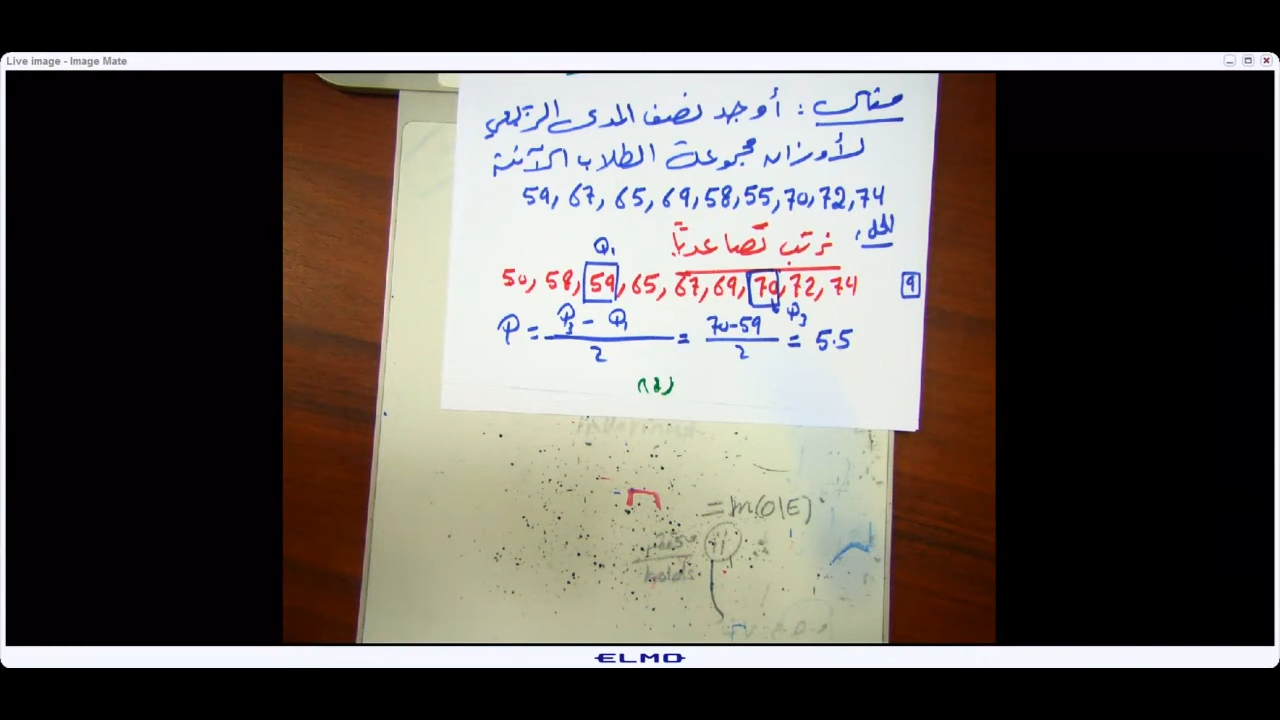 Live image - Image Mate
مثال : أوجد نصف المدى الربيعي
لأوزان مجموعة الطلاب الآتية
59, 67, 65, 69, 58, 55, 70, 72, 74
الحل :
نرتب تصاعدياً
Q1
50, 58, 59, 65, 67, 69, 70, 72, 74
9
Q3
Q = Q3 - Q1 / 2 = 70-59 / 2 = 5.5
= m(O|E)
holds
ELMO